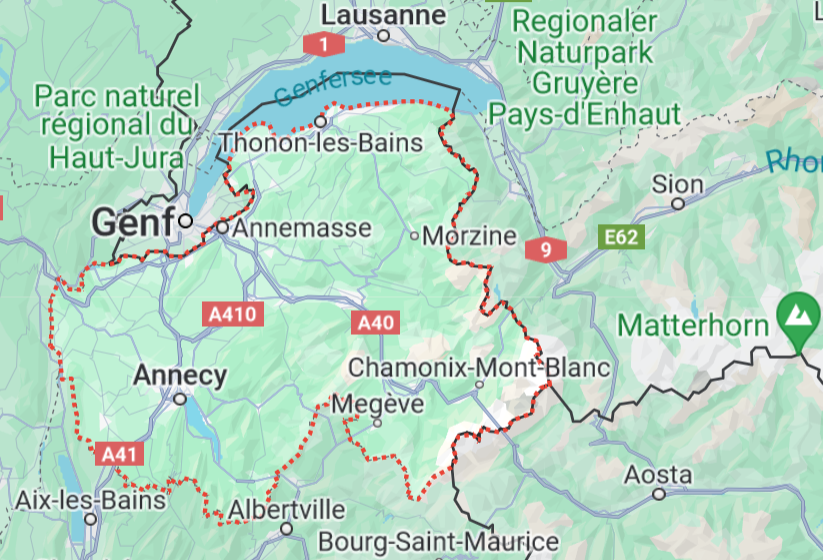 Lausanne
Regionaler
Naturpark
Gruyère
Pays-d'Enhaut
1
Genfersee
Parc naturel
régional du
Haut-Jura
Thonon-les-Bains
Sion
Genf
Annemasse
Morzine
9
E62
A410
A40
Matterhorn
Chamonix-Mont-Blanc
Annecy
Megève
A41
Aix-les-Bains
Albertville
Aosta
Bourg-Saint-Maurice